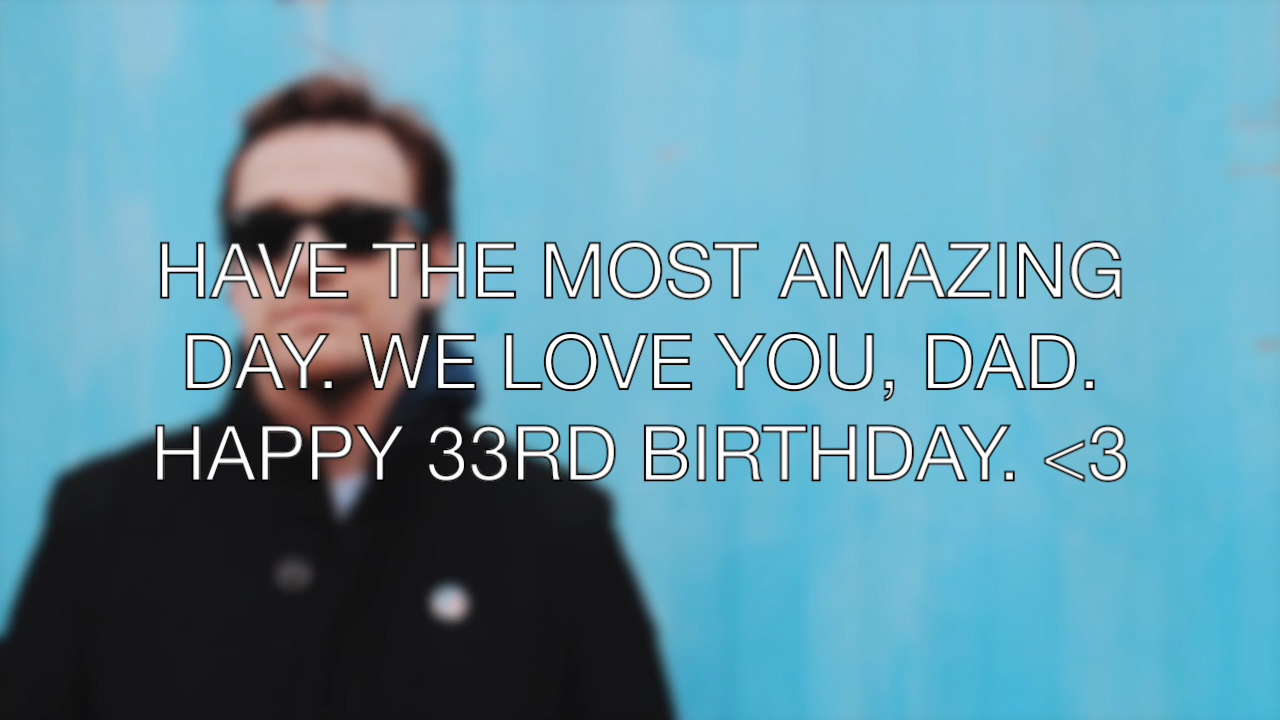 HAVE THE MOST AMAZING
DAY. WE LOVE YOU, DAD.
HAPPY 33RD BIRTHDAY. <3